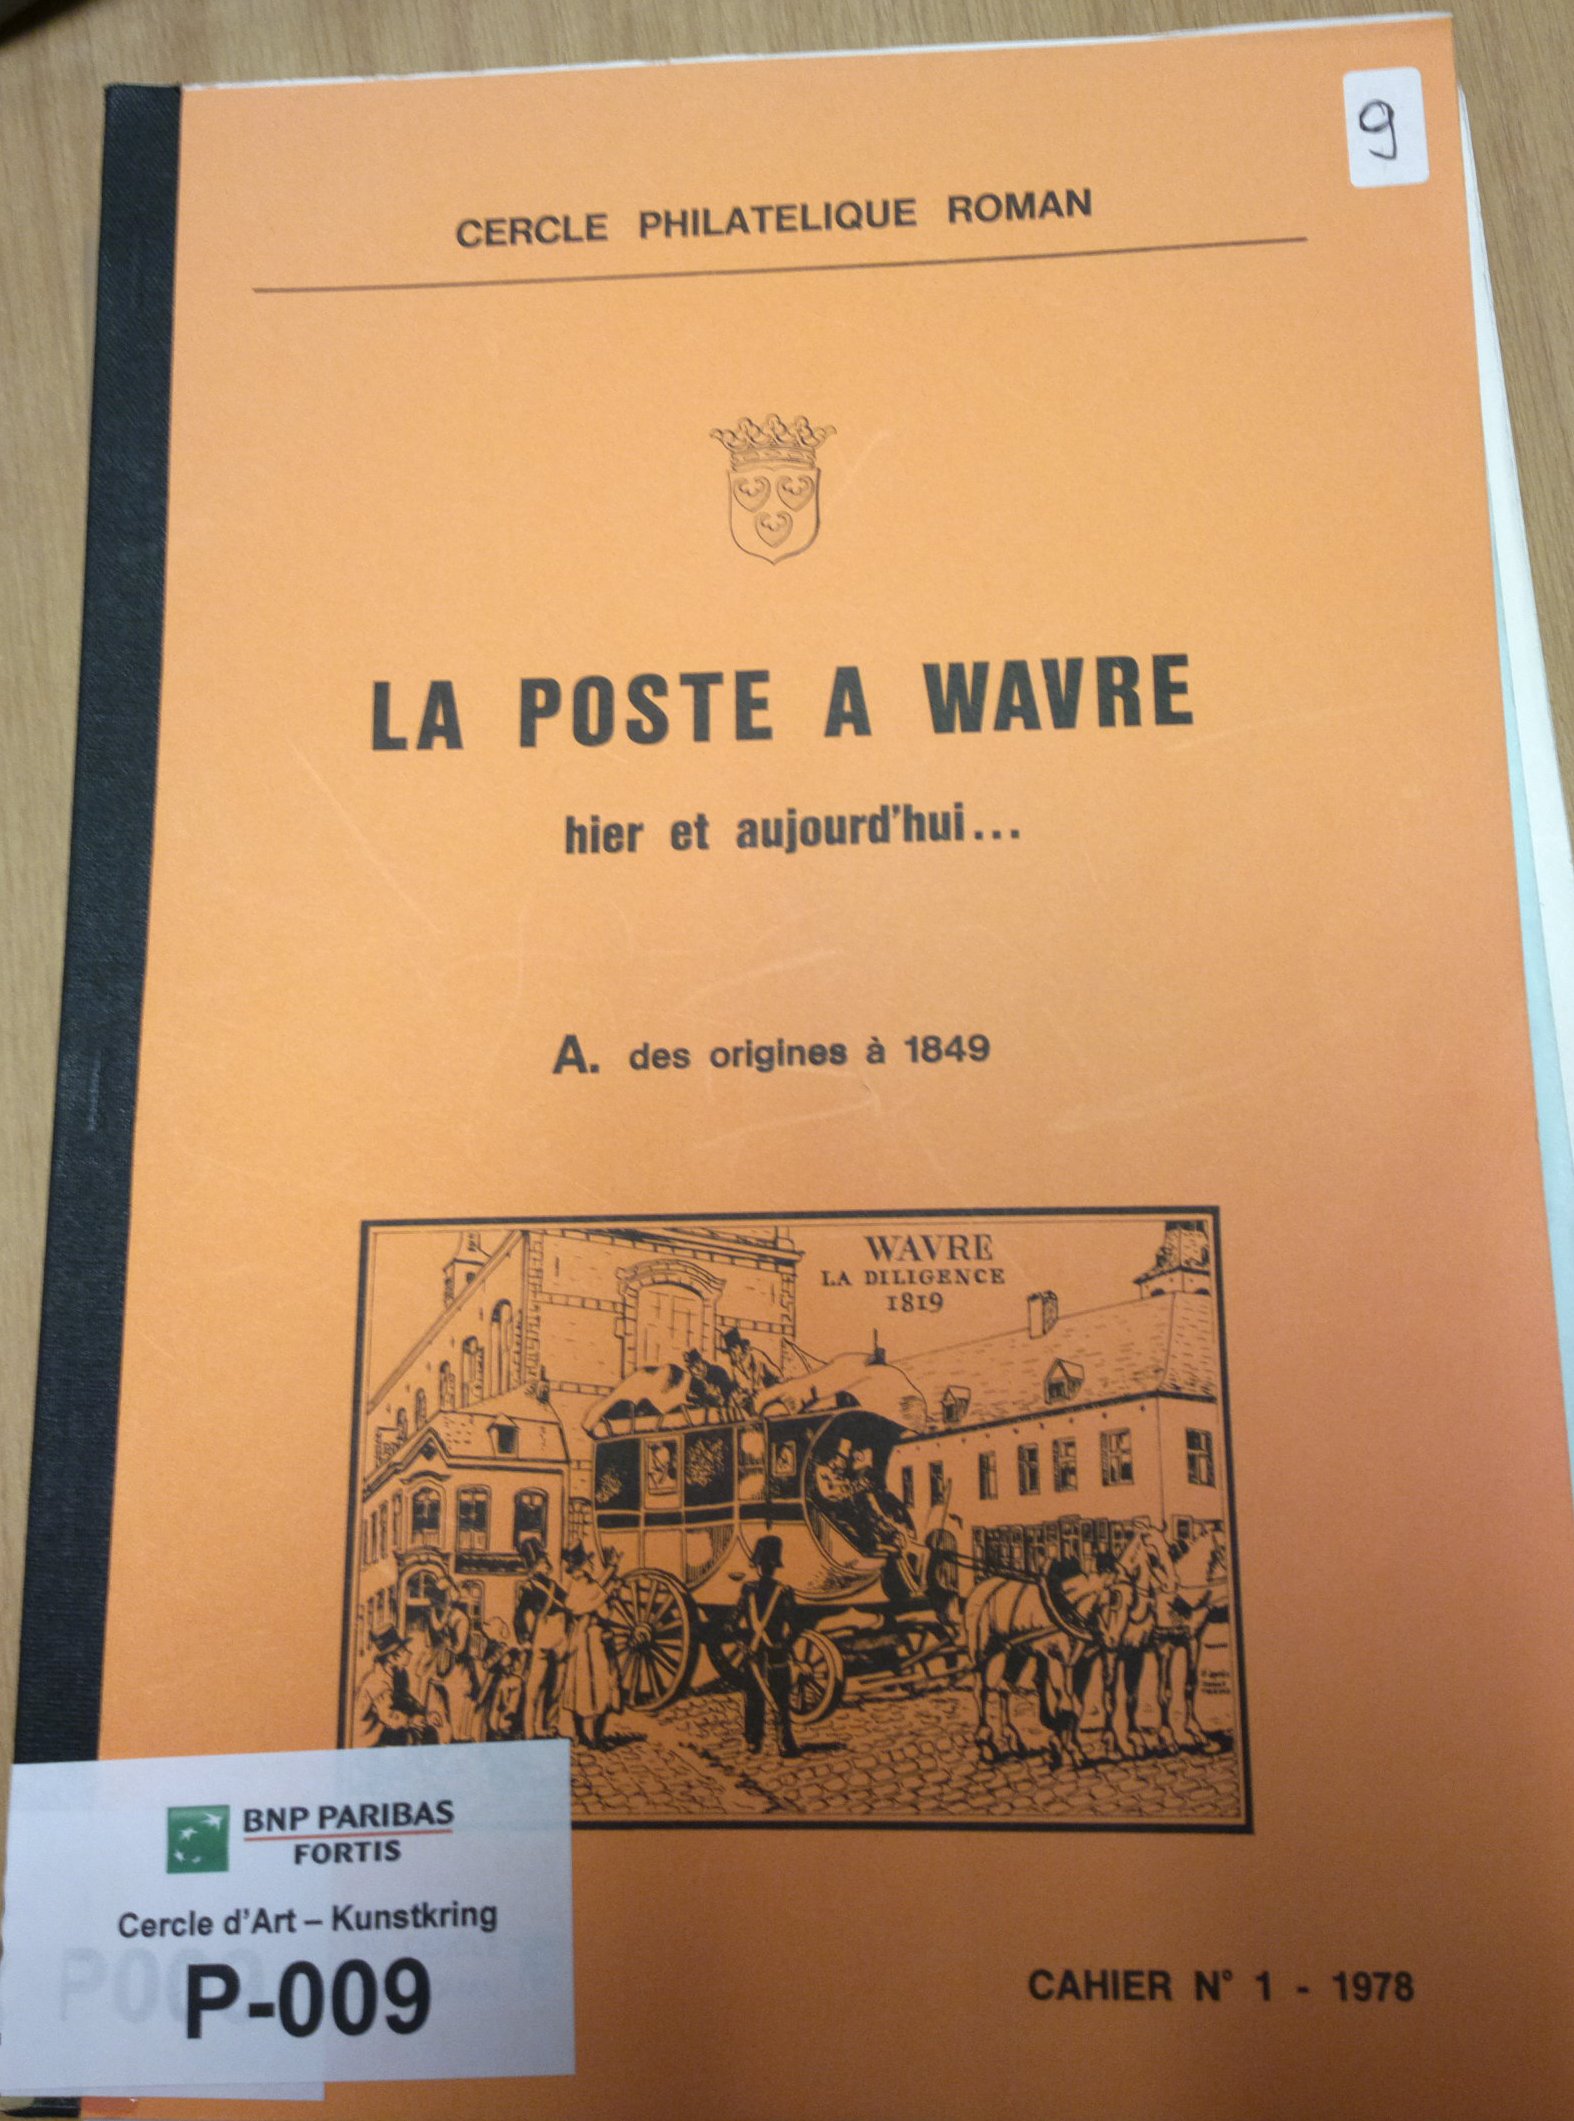 9
CERCLE PHILATELIQUE ROMAN
LA POSTE A WAVRE
hier et aujourd'hui...
A. des origines à 1849
WAVRE
LA DILIGENCE
1819
BNP PARIBAS
FORTIS
Cercle d'Art – Kunstkring
P-009
CAHIER N° 1 - 1978